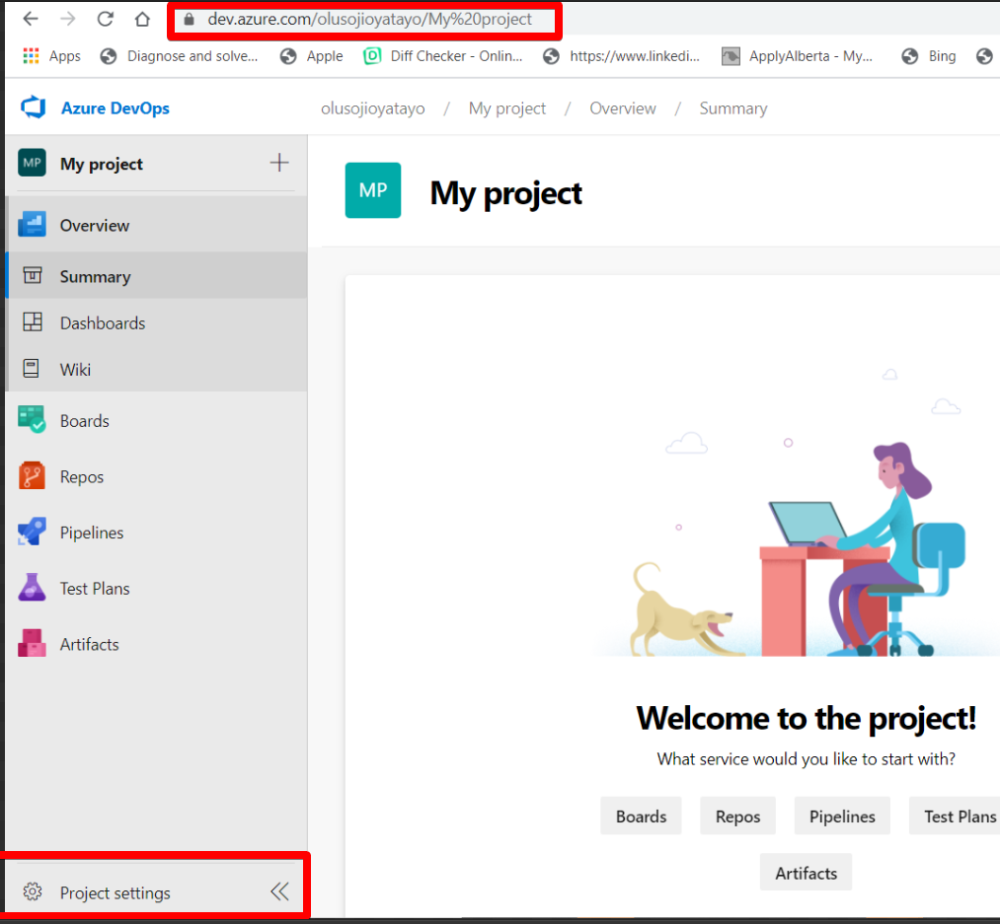 dev.azure.com/olusojioyatayo/My%20project
Apps Diagnose and solve... Apple Diff Checker - Onlin... https://www.linkedi... ApplyAlberta - My... Bing
Azure DevOps olusojioyatayo / My project / Overview / Summary
MP My project +
MP My project
Overview
Summary
Dashboards
Wiki
Boards
Repos
Pipelines
Test Plans
Artifacts
Welcome to the project!
What service would you like to start with?
Boards Repos Pipelines Test Plans
Artifacts
Project settings